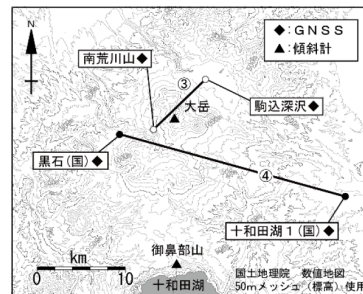 N
◆:GNSS
▲:傾斜計
南荒川山◆
③
大岳
駒込深沢◆
黒石(国)◆
④
十和田湖1(国)◆
御鼻部山
km
0 10
十和田湖
国土地理院 数値地図
50mメッシュ(標高)使用